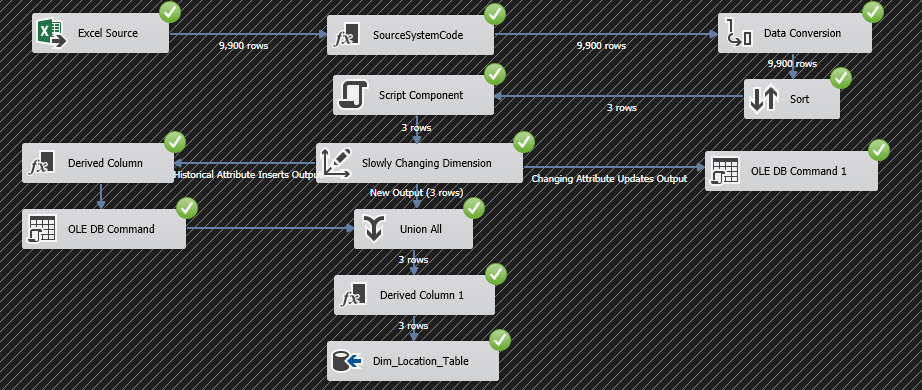 Excel Source
9,900 rows
SourceSystemCode
9,900 rows
Data Conversion
9,900 rows
Sort
3 rows
Script Component
3 rows
Derived Column
Historical Attribute Inserts Output
Slowly Changing Dimension
Changing Attribute Updates Output
OLE DB Command 1
New Output (3 rows)
OLE DB Command
Union All
3 rows
Derived Column 1
3 rows
Dim_Location_Table